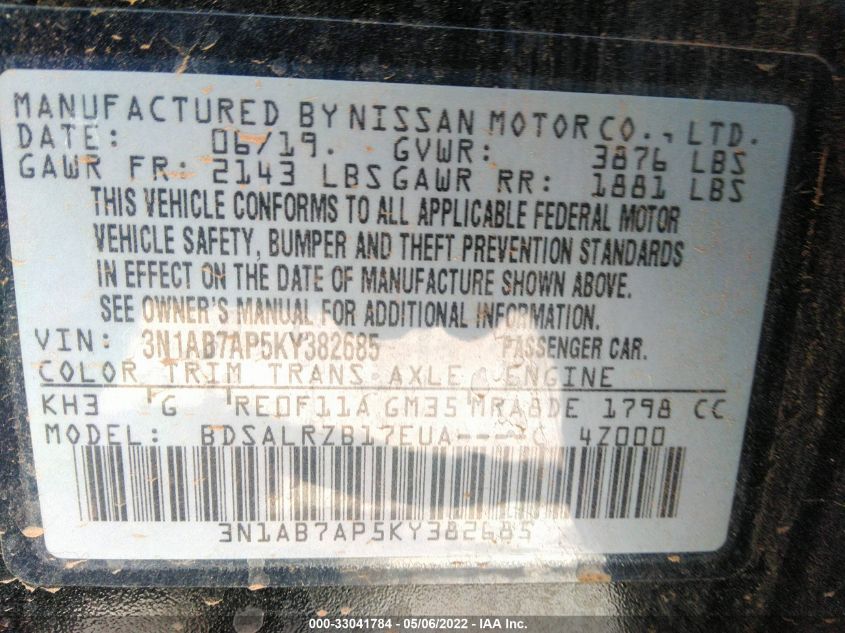 MANUFACTURED BY NISSAN MOTOR CO., LTD.
DATE: 06/19. GVWR: 3876 LBS
GAWR FR: 2143 LBS GAWR RR: 1881 LBS
THIS VEHICLE CONFORMS TO ALL APPLICABLE FEDERAL MOTOR
VEHICLE SAFETY, BUMPER AND THEFT PREVENTION STANDARDS
IN EFFECT ON THE DATE OF MANUFACTURE SHOWN ABOVE.
SEE OWNER'S MANUAL FOR ADDITIONAL INFORMATION.
VIN: 3N1AB7AP5KY382685 PASSENGER CAR.
COLOR TRIM TRANS AXLE ENGINE
KH3 G RE0F11A GM35 MRA8DE 1798 CC
MODEL: BDSALRZB17EUA----C 4Z000
3N1AB7AP5KY382685
000-33041784 - 05/06/2022 - IAA Inc.